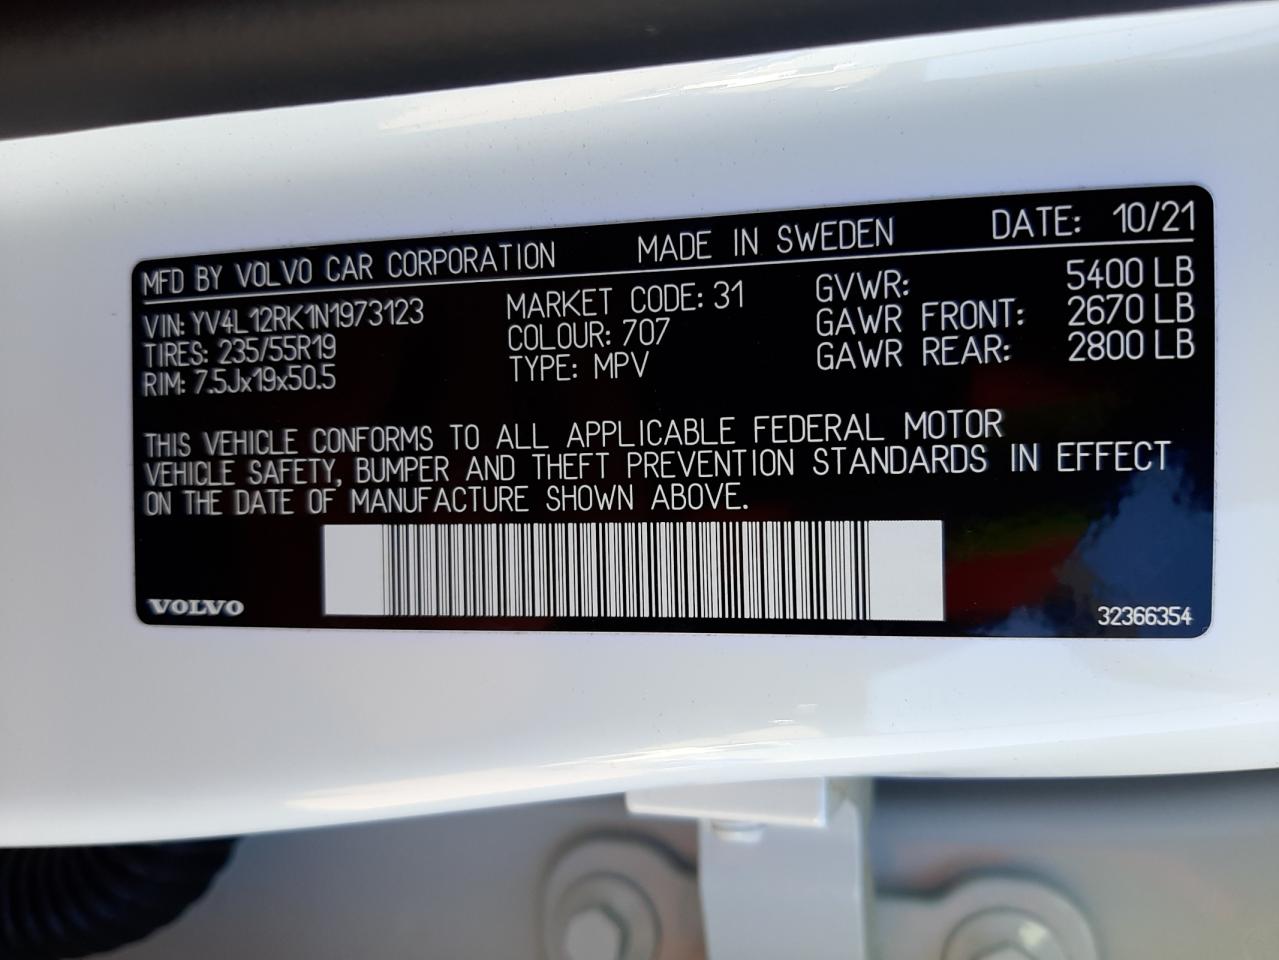 MFD BY VOLVO CAR CORPORATION MADE IN SWEDEN DATE: 10/21
VIN: YV4L12RK1N1973123 MARKET CODE: 31 GVWR: 5400 LB
TIRES: 235/55R19 COLOUR: 707 GAWR FRONT: 2670 LB
RIM: 7.5Jx19x50.5 TYPE: MPV GAWR REAR: 2800 LB
THIS VEHICLE CONFORMS TO ALL APPLICABLE FEDERAL MOTOR
VEHICLE SAFETY, BUMPER AND THEFT PREVENTION STANDARDS IN EFFECT
ON THE DATE OF MANUFACTURE SHOWN ABOVE.
VOLVO 32366354